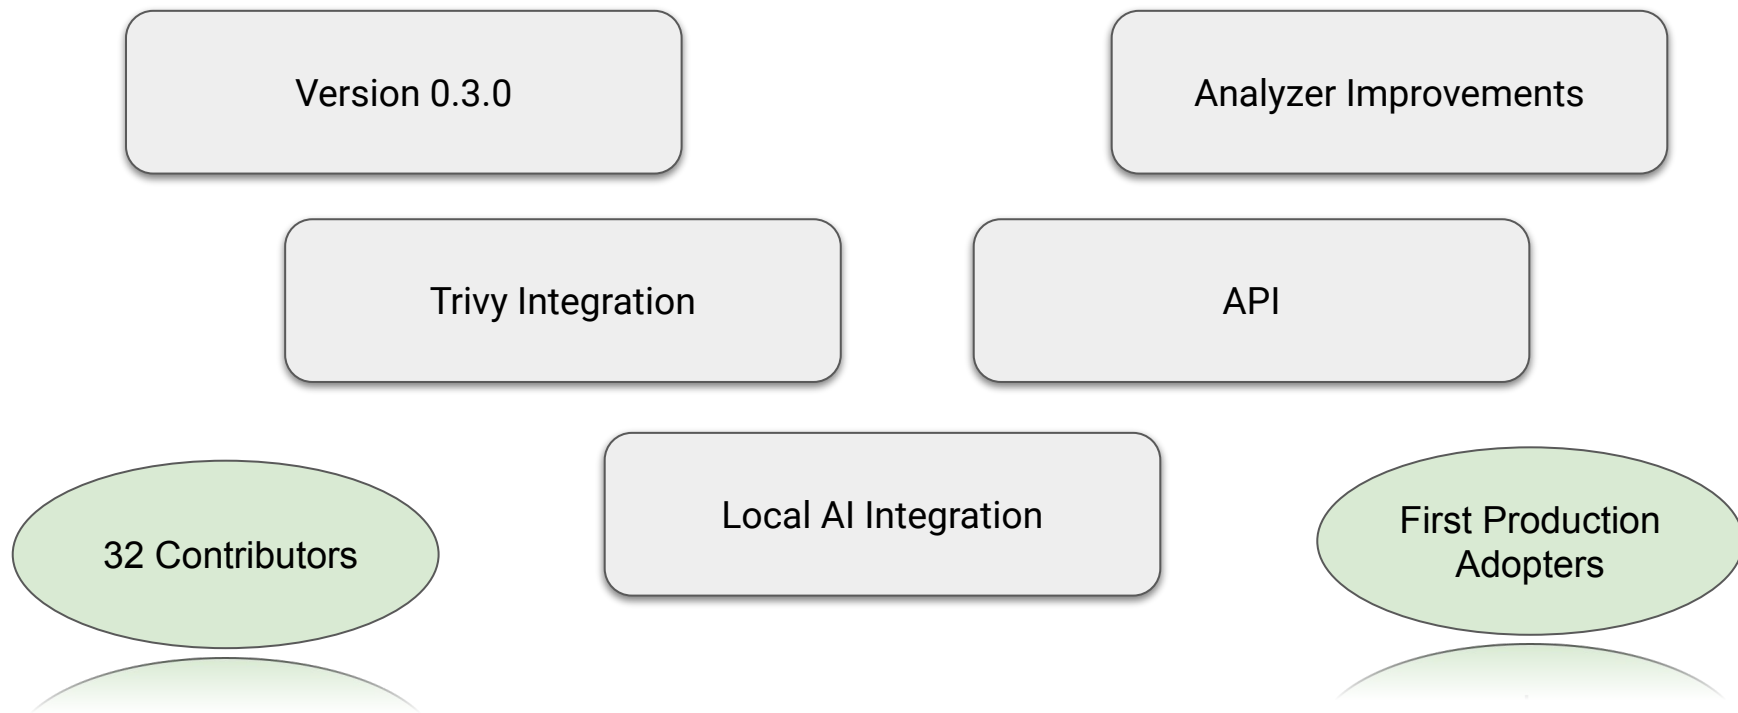 Version 0.3.0
Analyzer Improvements
Trivy Integration
API
Local AI Integration
32 Contributors
First Production
Adopters